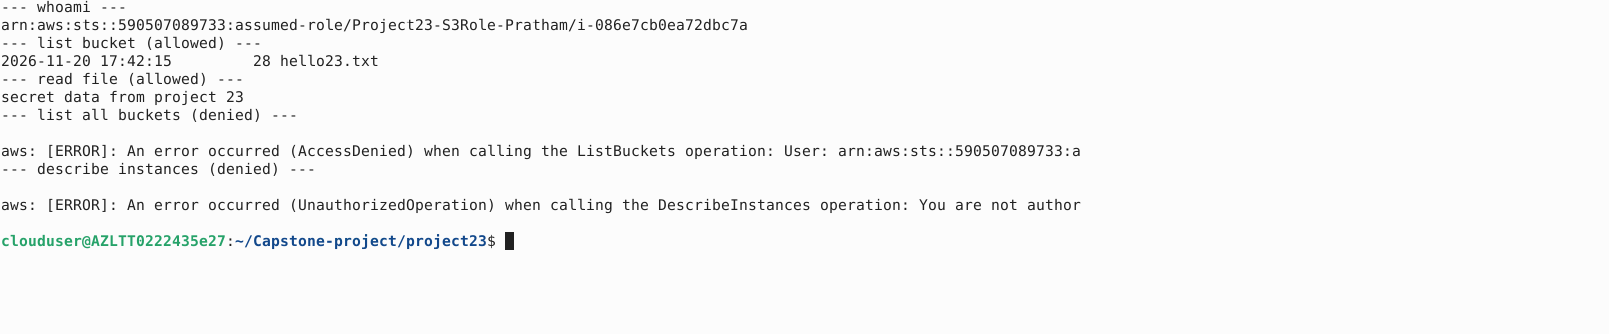 --- whoami ---
arn:aws:sts::590507089733:assumed-role/Project23-S3Role-Pratham/i-086e7cb0ea72dbc7a
--- list bucket (allowed) ---
2026-11-20 17:42:15         28 hello23.txt
--- read file (allowed) ---
secret data from project 23
--- list all buckets (denied) ---
aws: [ERROR]: An error occurred (AccessDenied) when calling the ListBuckets operation: User: arn:aws:sts::590507089733:a
--- describe instances (denied) ---
aws: [ERROR]: An error occurred (UnauthorizedOperation) when calling the DescribeInstances operation: You are not author
clouduser@AZLTT0222435e27:~/Capstone-project/project23$